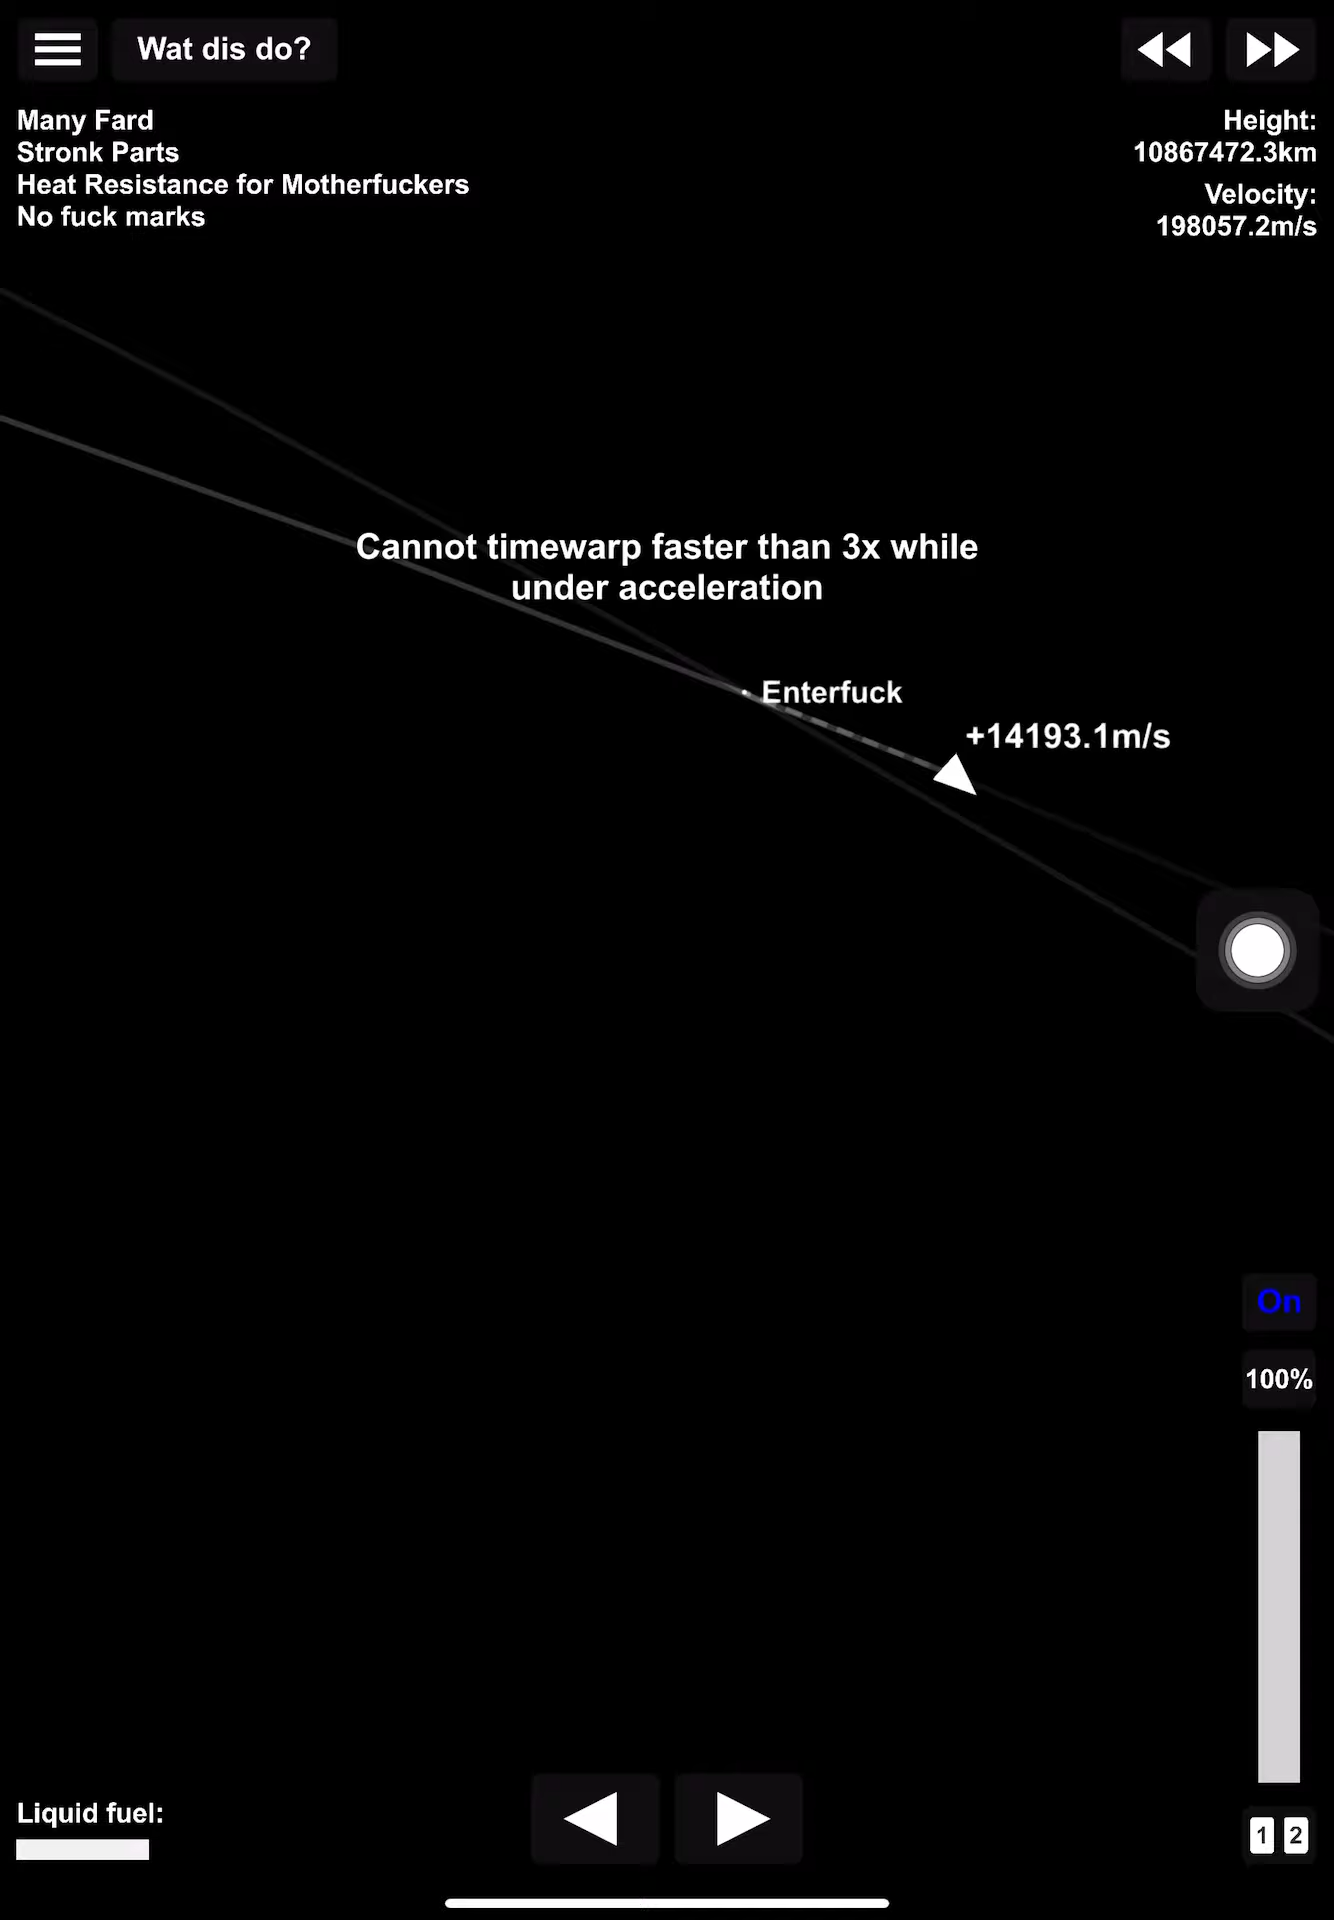 Wat dis do?
Many Fard
Stronk Parts
Heat Resistance for Motherfuckers
No fuck marks
Height:
10867472.3km
Velocity:
198057.2m/s
Cannot timewarp faster than 3x while
under acceleration
Enterfuck
+14193.1m/s
On
100%
Liquid fuel:
1 2